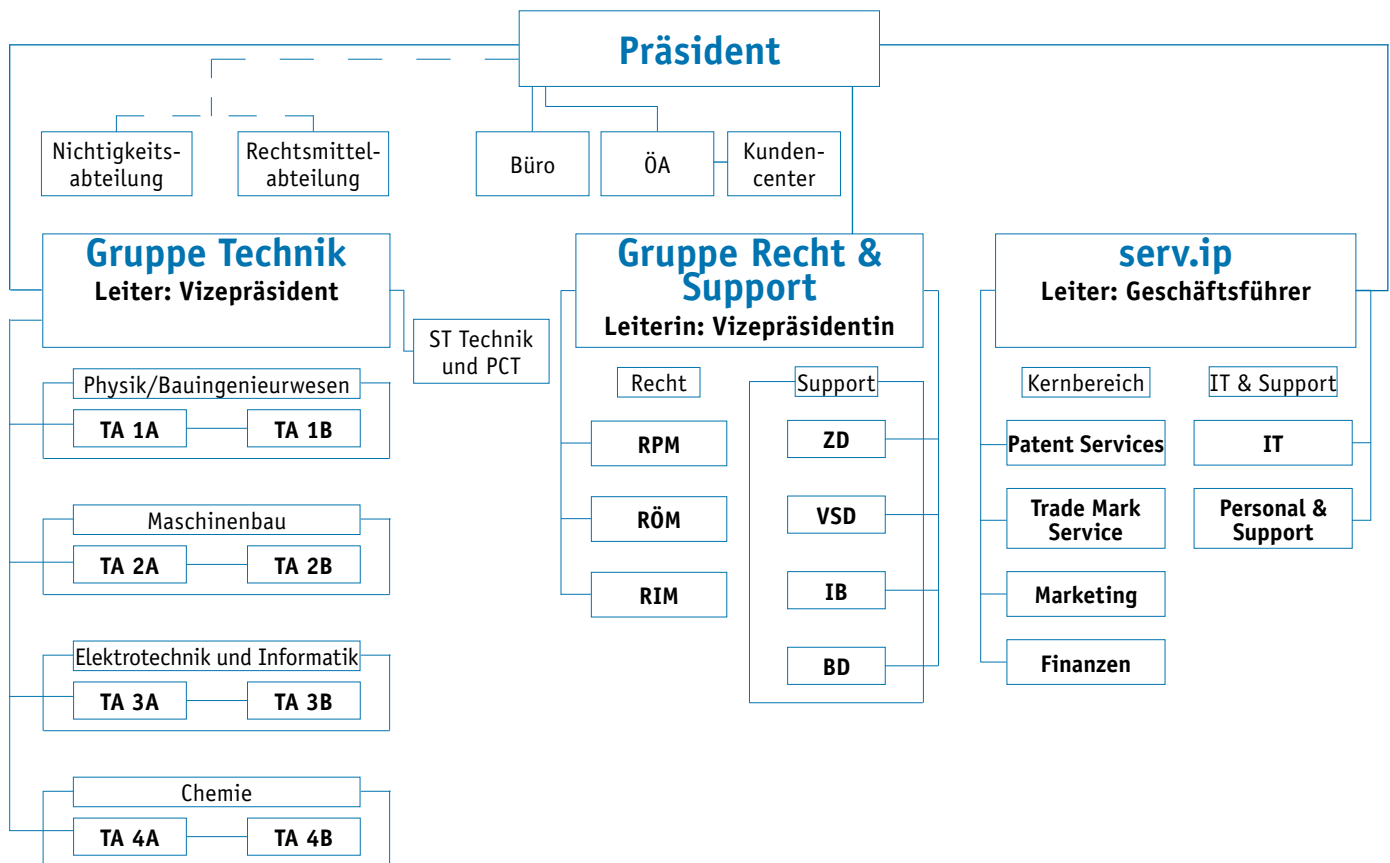 Präsident
Nichtigkeits-
abteilung
Rechtsmittel-
abteilung
Büro
ÖA
Kunden-
center
Gruppe Technik
Leiter: Vizepräsident
ST Technik
und PCT
Physik/Bauingenieurwesen
TA 1A
TA 1B
Maschinenbau
TA 2A
TA 2B
Elektrotechnik und Informatik
TA 3A
TA 3B
Chemie
TA 4A
TA 4B
Gruppe Recht &
Support
Leiterin: Vizepräsidentin
Recht
RPM
RÖM
RIM
Support
ZD
VSD
IB
BD
serv.ip
Leiter: Geschäftsführer
Kernbereich
Patent Services
Trade Mark
Service
Marketing
Finanzen
IT & Support
IT
Personal &
Support